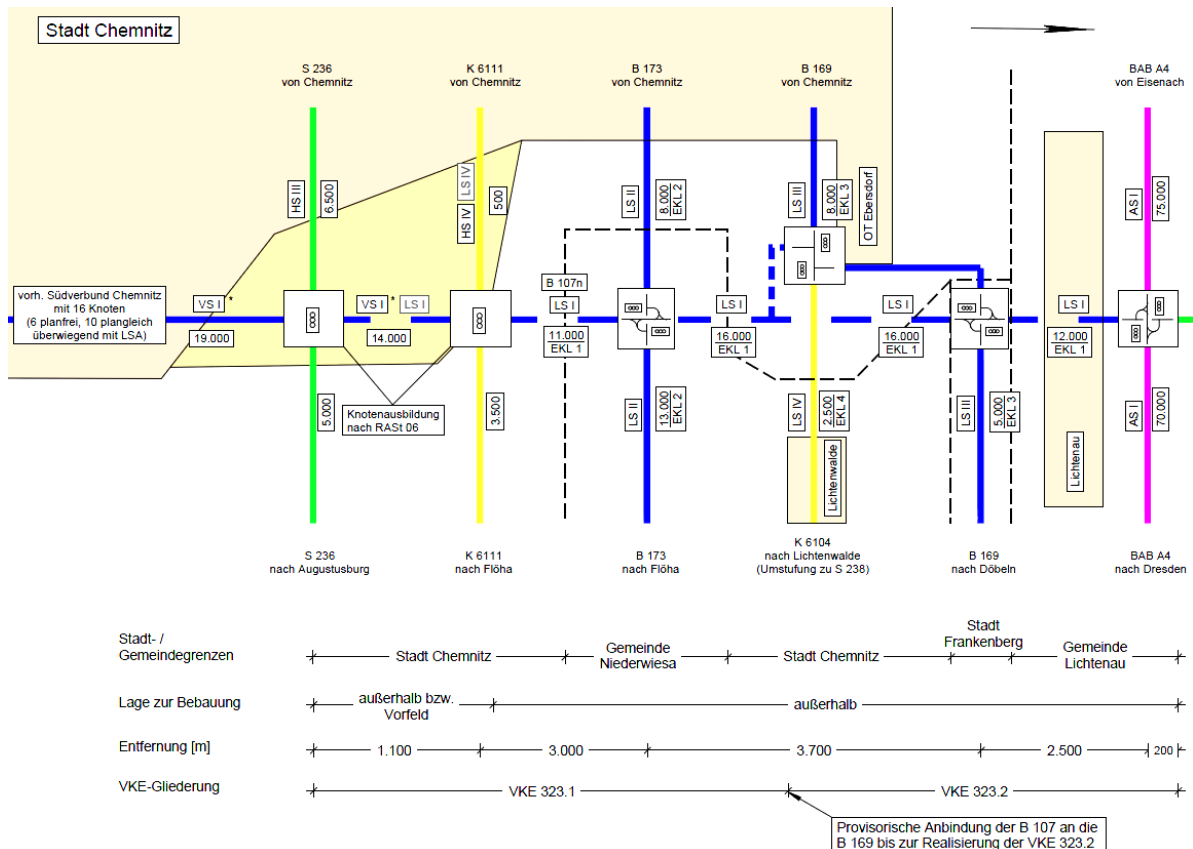 Stadt Chemnitz
S 236
von Chemnitz
K 6111
von Chemnitz
B 173
von Chemnitz
B 169
von Chemnitz
BAB A4
von Eisenach
HS III
6.500
HS IV
LS IV
500
LS II
8.000
EKL 2
LS III
8.000
EKL 3
OT Ebersdorf
AS I
75.000
vorh. Südverbund Chemnitz
mit 16 Knoten
(6 planfrei, 10 plangleich
überwiegend mit LSA)
VS I *
19.000
VS I * LS I
14.000
B 107n
LS I
11.000
EKL 1
LS I
16.000
EKL 1
LS I
16.000
EKL 1
LS I
12.000
EKL 1
Knotenausbildung
nach RASt 06
5.000
3.500
LS II
13.000
EKL 2
LS IV
2.500
EKL 4
Lichtenwalde
LS III
5.000
EKL 3
Lichtenau
AS I
70.000
S 236
nach Augustusburg
K 6111
nach Flöha
B 173
nach Flöha
K 6104
nach Lichtenwalde
(Umstufung zu S 238)
B 169
nach Döbeln
BAB A4
nach Dresden
Stadt- /
Gemeindegrenzen
Stadt Chemnitz
Gemeinde
Niederwiesa
Stadt Chemnitz
Stadt
Frankenberg
Gemeinde
Lichtenau
Lage zur Bebauung
außerhalb bzw.
Vorfeld
außerhalb
Entfernung [m]
1.100
3.000
3.700
2.500
200
VKE-Gliederung
VKE 323.1
VKE 323.2
Provisorische Anbindung der B 107 an die
B 169 bis zur Realisierung der VKE 323.2